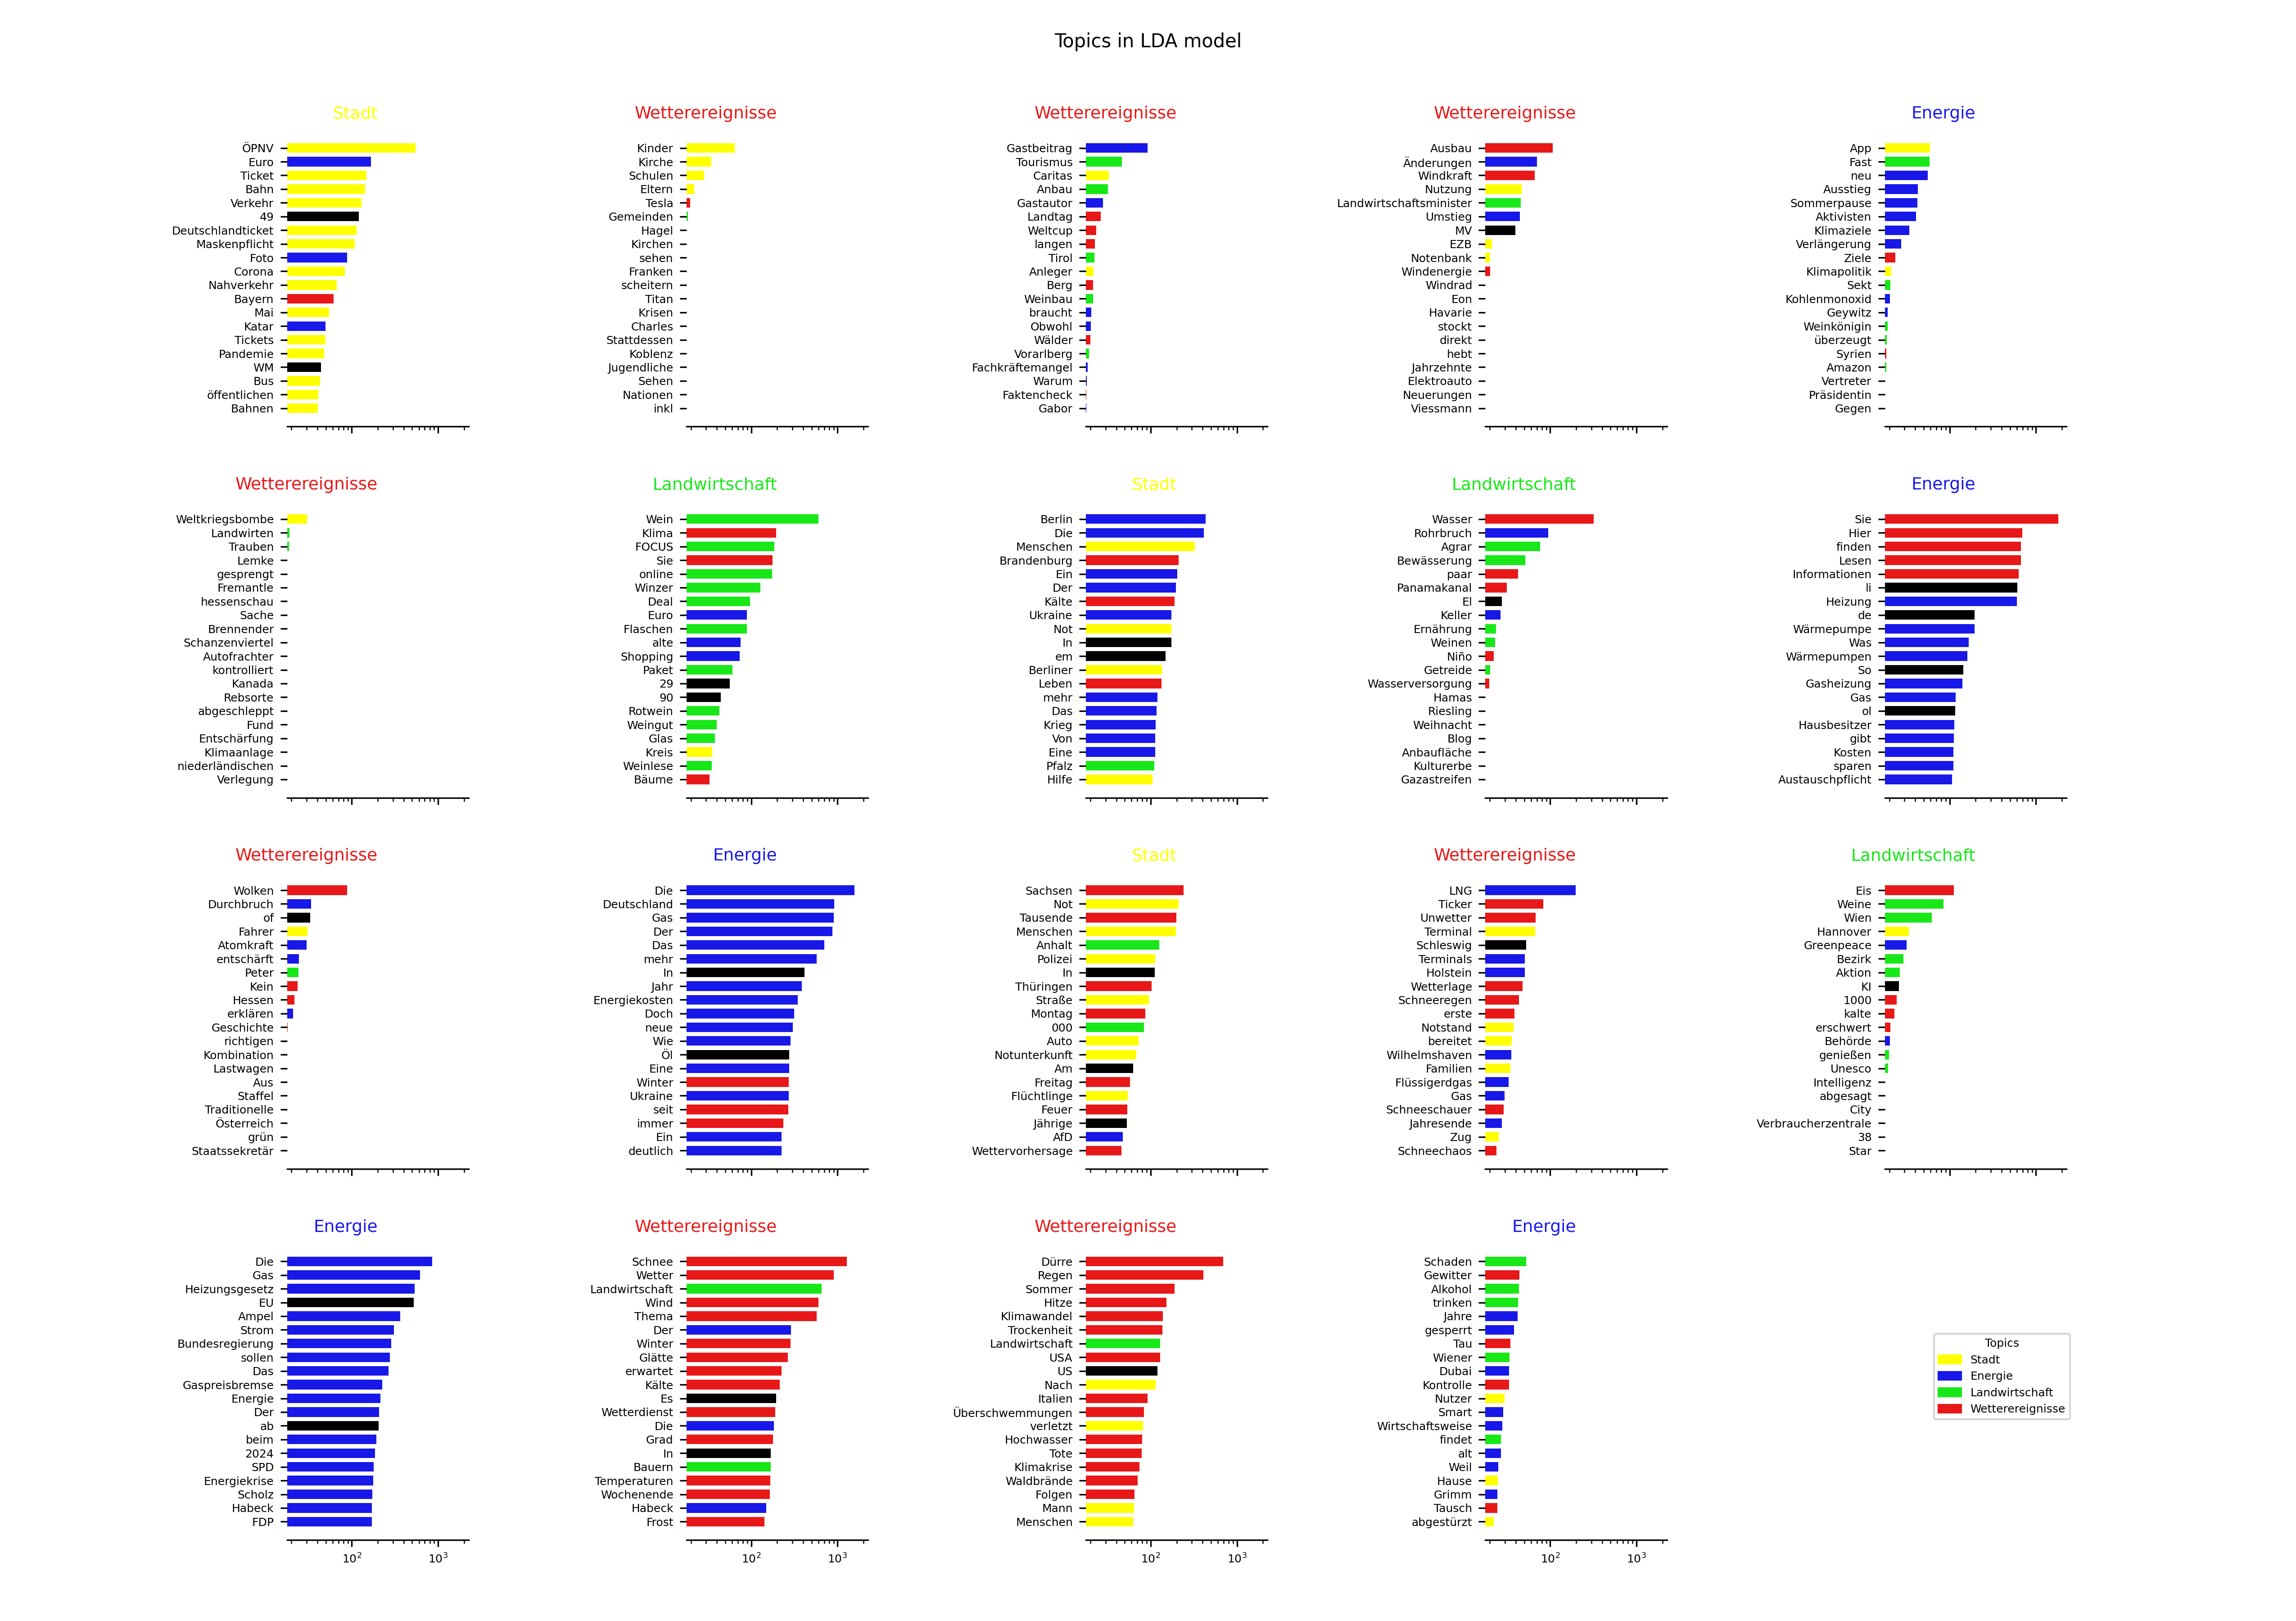 Topics in LDA model
Stadt
ÖPNV
Euro
Ticket
Bahn
Verkehr
49
Deutschlandticket
Maskenpflicht
Foto
Corona
Nahverkehr
Bayern
Mai
Katar
Tickets
Pandemie
WM
Bus
öffentlichen
Bahnen
Wetterereignisse
Kinder
Kirche
Schulen
Eltern
Tesla
Gemeinden
Hagel
Kirchen
sehen
Franken
scheitern
Titan
Krisen
Charles
Stattdessen
Koblenz
Jugendliche
Sehen
Nationen
inkl
Wetterereignisse
Gastbeitrag
Tourismus
Caritas
Anbau
Gastautor
Landtag
Weltcup
langen
Tirol
Anleger
Berg
Weinbau
braucht
Obwohl
Wälder
Vorarlberg
Fachkräftemangel
Warum
Faktencheck
Gabor
Wetterereignisse
Ausbau
Änderungen
Windkraft
Nutzung
Landwirtschaftsminister
Umstieg
MV
EZB
Notenbank
Windenergie
Windrad
Eon
Havarie
stockt
direkt
hebt
Jahrzehnte
Elektroauto
Neuerungen
Viessmann
Energie
App
Fast
neu
Ausstieg
Sommerpause
Aktivisten
Klimaziele
Verlängerung
Ziele
Klimapolitik
Sekt
Kohlenmonoxid
Geywitz
Weinkönigin
überzeugt
Syrien
Amazon
Vertreter
Präsidentin
Gegen
Wetterereignisse
Weltkriegsbombe
Landwirten
Trauben
Lemke
gesprengt
Fremantle
hessenschau
Sache
Brennender
Schanzenviertel
Autofrachter
kontrolliert
Kanada
Rebsorte
abgeschleppt
Fund
Entschärfung
Klimaanlage
niederländischen
Verlegung
Landwirtschaft
Wein
Klima
FOCUS
Sie
online
Winzer
Deal
Euro
Flaschen
alte
Shopping
Paket
29
90
Rotwein
Weingut
Glas
Kreis
Weinlese
Bäume
Stadt
Berlin
Die
Menschen
Brandenburg
Ein
Der
Kälte
Ukraine
Not
In
em
Berliner
Leben
mehr
Das
Krieg
Von
Eine
Pfalz
Hilfe
Landwirtschaft
Wasser
Rohrbruch
Agrar
Bewässerung
paar
Panamakanal
El
Keller
Ernährung
Weinen
Niño
Getreide
Wasserversorgung
Hamas
Riesling
Weihnacht
Blog
Anbaufläche
Kulturerbe
Gazastreifen
Energie
Sie
Hier
finden
Lesen
Informationen
li
Heizung
de
Wärmepumpe
Was
Wärmepumpen
So
Gasheizung
Gas
ol
Hausbesitzer
gibt
Kosten
sparen
Austauschpflicht
Wetterereignisse
Wolken
Durchbruch
of
Fahrer
Atomkraft
entschärft
Peter
Kein
Hessen
erklären
Geschichte
richtigen
Kombination
Lastwagen
Aus
Staffel
Traditionelle
Österreich
grün
Staatssekretär
Energie
Die
Deutschland
Gas
Der
Das
mehr
In
Jahr
Energiekosten
Doch
neue
Wie
Öl
Eine
Winter
Ukraine
seit
immer
Ein
deutlich
Stadt
Sachsen
Not
Tausende
Menschen
Anhalt
Polizei
In
Thüringen
Straße
Montag
000
Auto
Notunterkunft
Am
Freitag
Flüchtlinge
Feuer
Jährige
AfD
Wettervorhersage
Wetterereignisse
LNG
Ticker
Unwetter
Terminal
Schleswig
Terminals
Holstein
Wetterlage
Schneeregen
erste
Notstand
bereitet
Wilhelmshaven
Familien
Flüssigerdgas
Gas
Schneeschauer
Jahresende
Zug
Schneechaos
Landwirtschaft
Eis
Weine
Wien
Hannover
Greenpeace
Bezirk
Aktion
KI
1000
kalte
erschwert
Behörde
genießen
Unesco
Intelligenz
abgesagt
City
Verbraucherzentrale
38
Star
Energie
Die
Gas
Heizungsgesetz
EU
Ampel
Strom
Bundesregierung
sollen
Das
Gaspreisbremse
Energie
Der
ab
beim
2024
SPD
Energiekrise
Scholz
Habeck
FDP
10² 10³
Wetterereignisse
Schnee
Wetter
Landwirtschaft
Wind
Thema
Der
Winter
Glätte
erwartet
Kälte
Es
Wetterdienst
Die
Grad
In
Bauern
Temperaturen
Wochenende
Habeck
Frost
10² 10³
Wetterereignisse
Dürre
Regen
Sommer
Hitze
Klimawandel
Trockenheit
Landwirtschaft
USA
US
Nach
Italien
Überschwemmungen
verletzt
Hochwasser
Tote
Klimakrise
Waldbrände
Folgen
Mann
Menschen
10² 10³
Energie
Schaden
Gewitter
Alkohol
trinken
Jahre
gesperrt
Tau
Wiener
Dubai
Kontrolle
Nutzer
Smart
Wirtschaftsweise
findet
alt
Weil
Hause
Grimm
Tausch
abgestürzt
10² 10³
Topics
Stadt
Energie
Landwirtschaft
Wetterereignisse